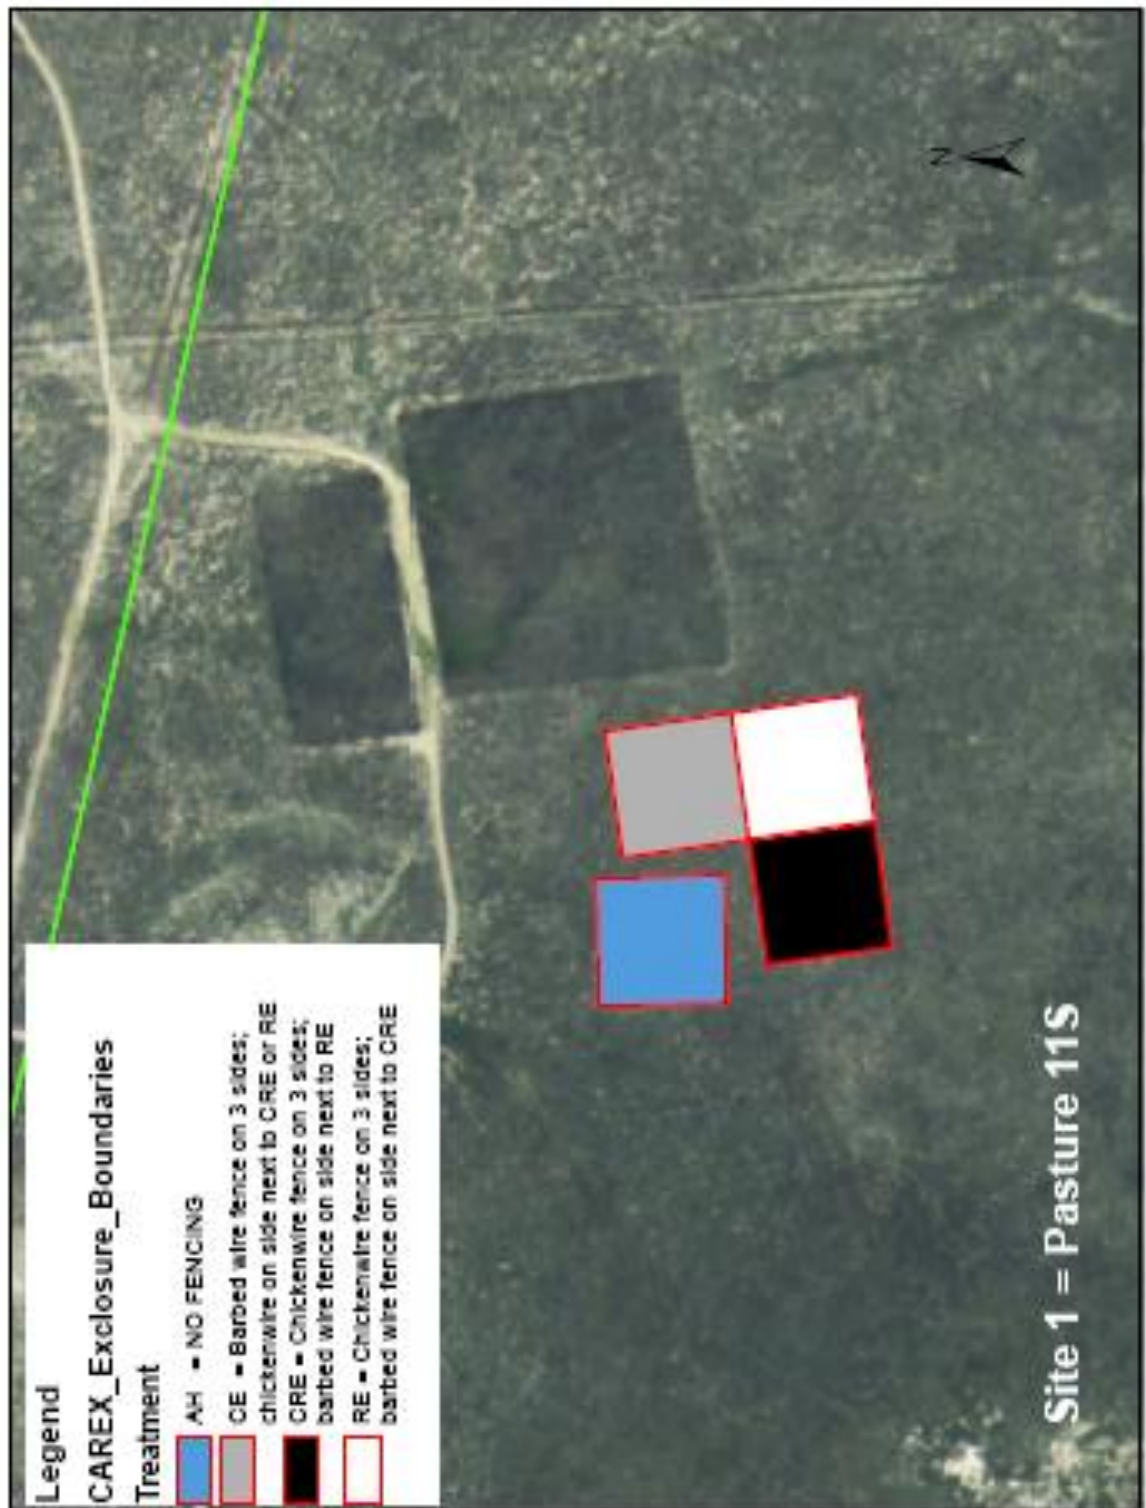 Legend
CAREX_Exclosure_Boundaries
Treatment
AH = NO FENCING
CE = Barbed wire fence on 3 sides;
chickenwire on side next to CRE or RE
CRE = Chickenwire fence on 3 sides;
barbed wire fence on side next to RE
RE = Chickenwire fence on 3 sides;
barbed wire fence on side next to CRE
N
Site 1 = Pasture 11S